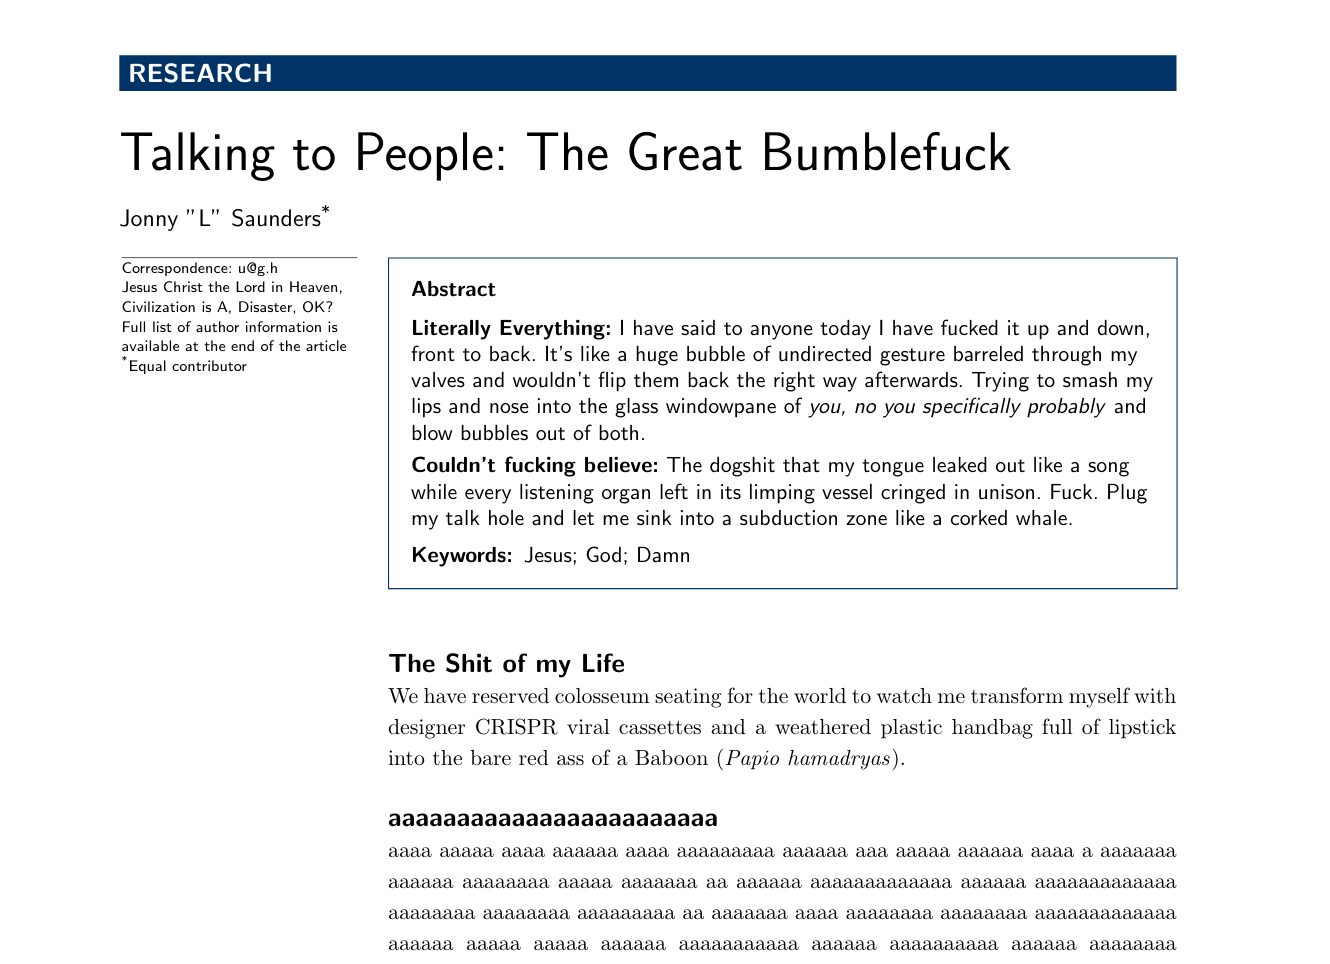 RESEARCH
Talking to People: The Great Bumblefuck
Jonny ”L” Saunders*
Correspondence: u@g.h
Jesus Christ the Lord in Heaven,
Civilization is A, Disaster, OK?
Full list of author information is
available at the end of the article
*Equal contributor
Abstract
Literally Everything: I have said to anyone today I have fucked it up and down,
front to back. It's like a huge bubble of undirected gesture barreled through my
valves and wouldn't flip them back the right way afterwards. Trying to smash my
lips and nose into the glass windowpane of you, no you specifically probably and
blow bubbles out of both.
Couldn't fucking believe: The dogshit that my tongue leaked out like a song
while every listening organ left in its limping vessel cringed in unison. Fuck. Plug
my talk hole and let me sink into a subduction zone like a corked whale.
Keywords: Jesus; God; Damn
The Shit of my Life
We have reserved colosseum seating for the world to watch me transform myself with
designer CRISPR viral cassettes and a weathered plastic handbag full of lipstick
into the bare red ass of a Baboon (Papio hamadryas).
aaaaaaaaaaaaaaaaaaaaaaaa
aaaa aaaaa aaaa aaaaaa aaaa aaaaaaaaa aaaaaa aaa aaaaa aaaaaa aaaa a aaaaaaa
aaaaaa aaaaaaaa aaaaa aaaaaaa aa aaaaaa aaaaaaaaaaaaa aaaaaa aaaaaaaaaaaaa
aaaaaaaa aaaaaaaa aaaaaaaaa aa aaaaaaa aaaa aaaaaaaa aaaaaaaa aaaaaaaaaaaaa
aaaaaa aaaaa aaaaa aaaaaa aaaaaaaaaaa aaaaaa aaaaaaaaaa aaaaaa aaaaaaaa